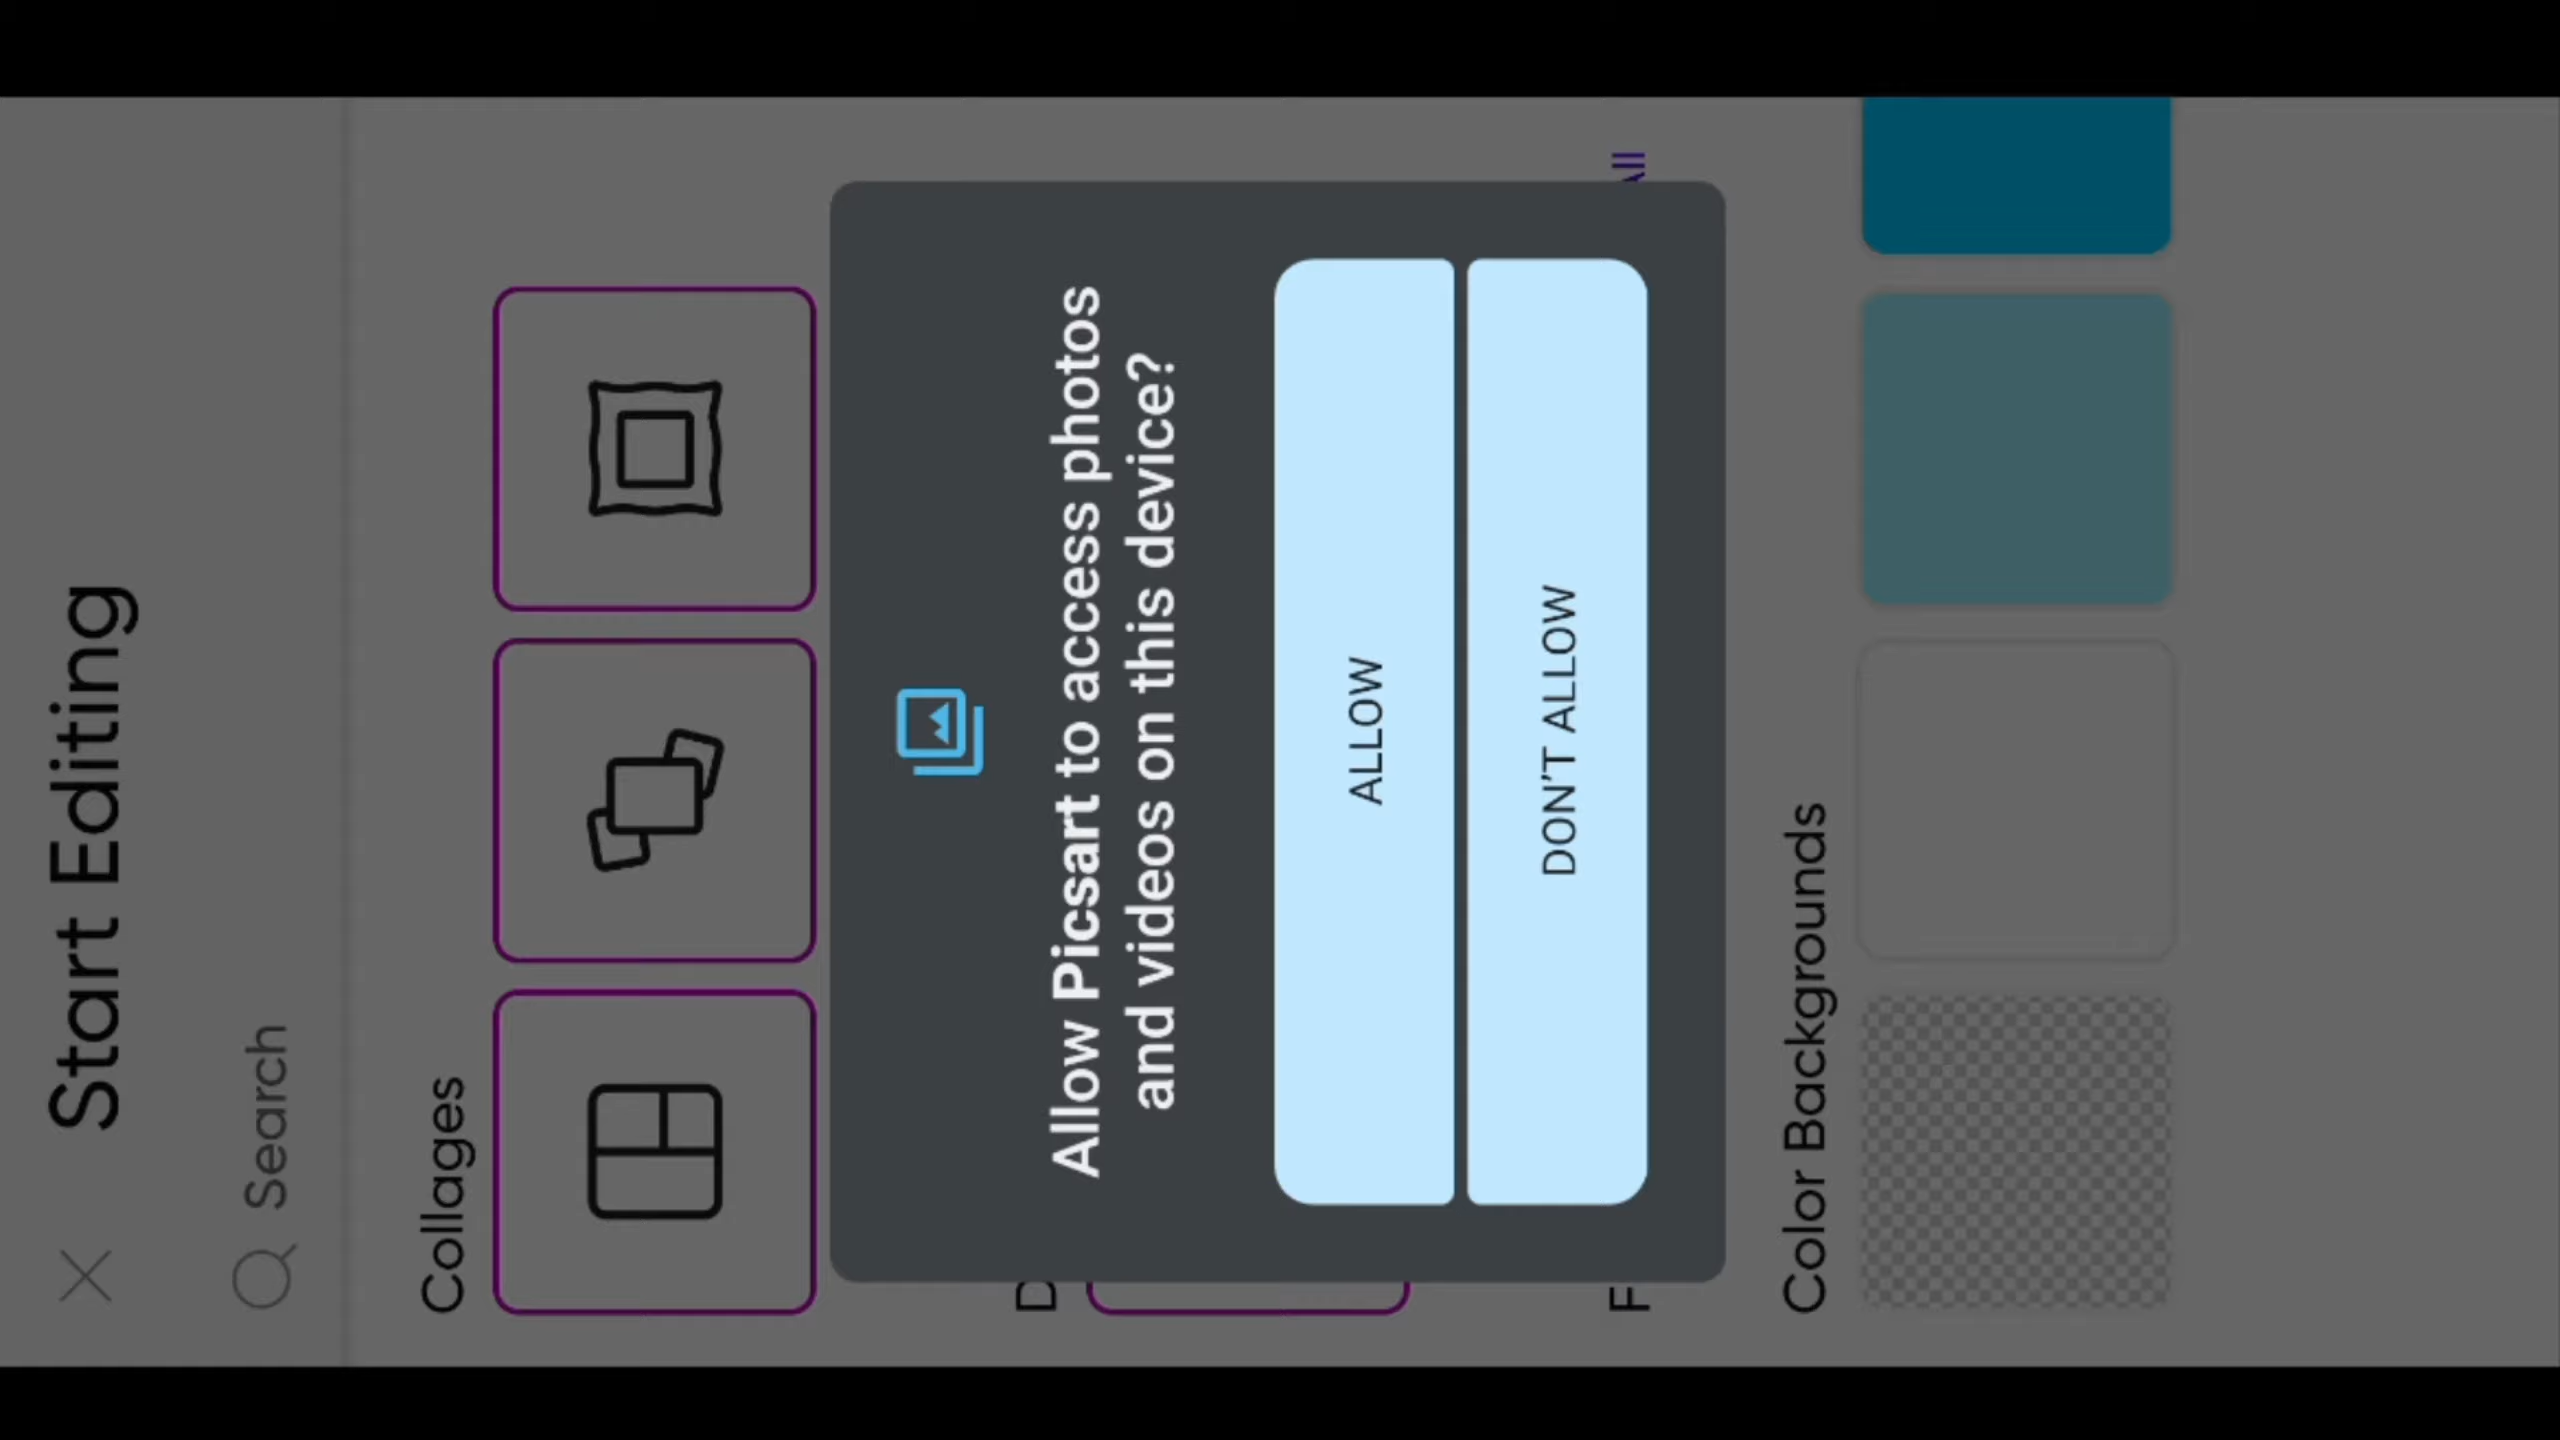 Start Editing
Search
Collages
D
Allow Picsart to access photos
and videos on this device?
ALLOW
DON'T ALLOW
F
All
Color Backgrounds